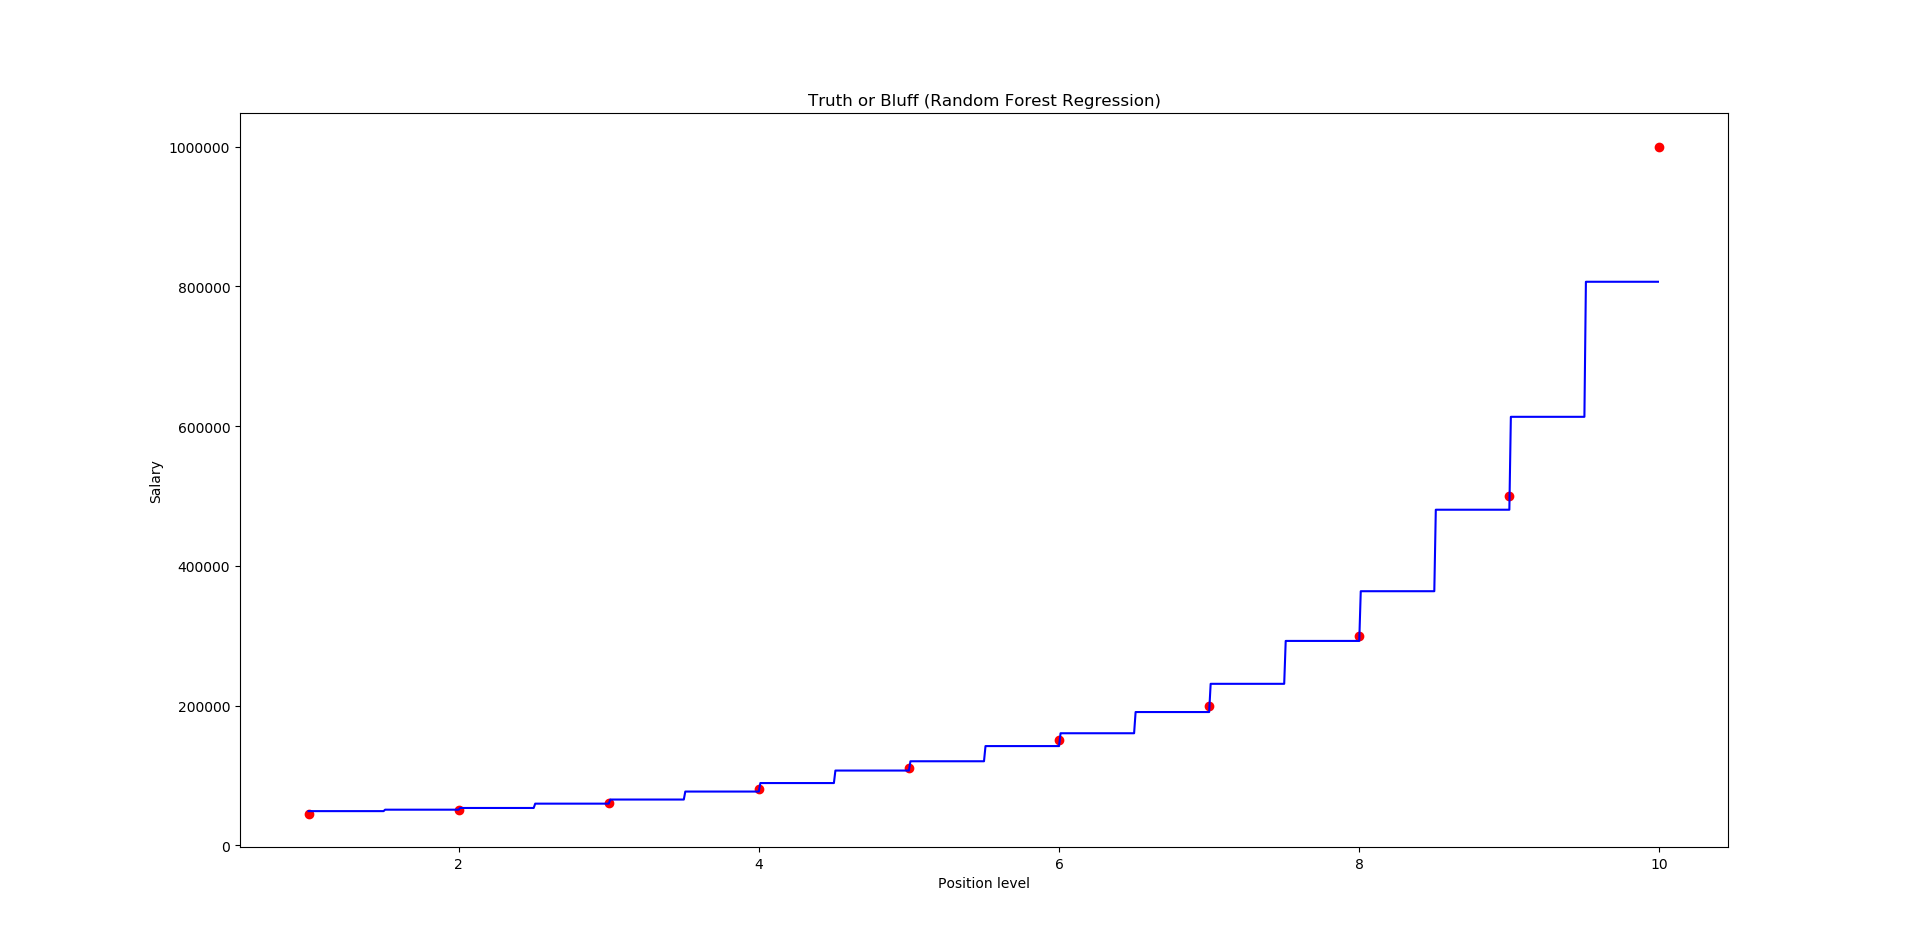 Truth or Bluff (Random Forest Regression)
1000000
800000
600000
400000
200000
0
Salary
2 4 6 8 10
Position level